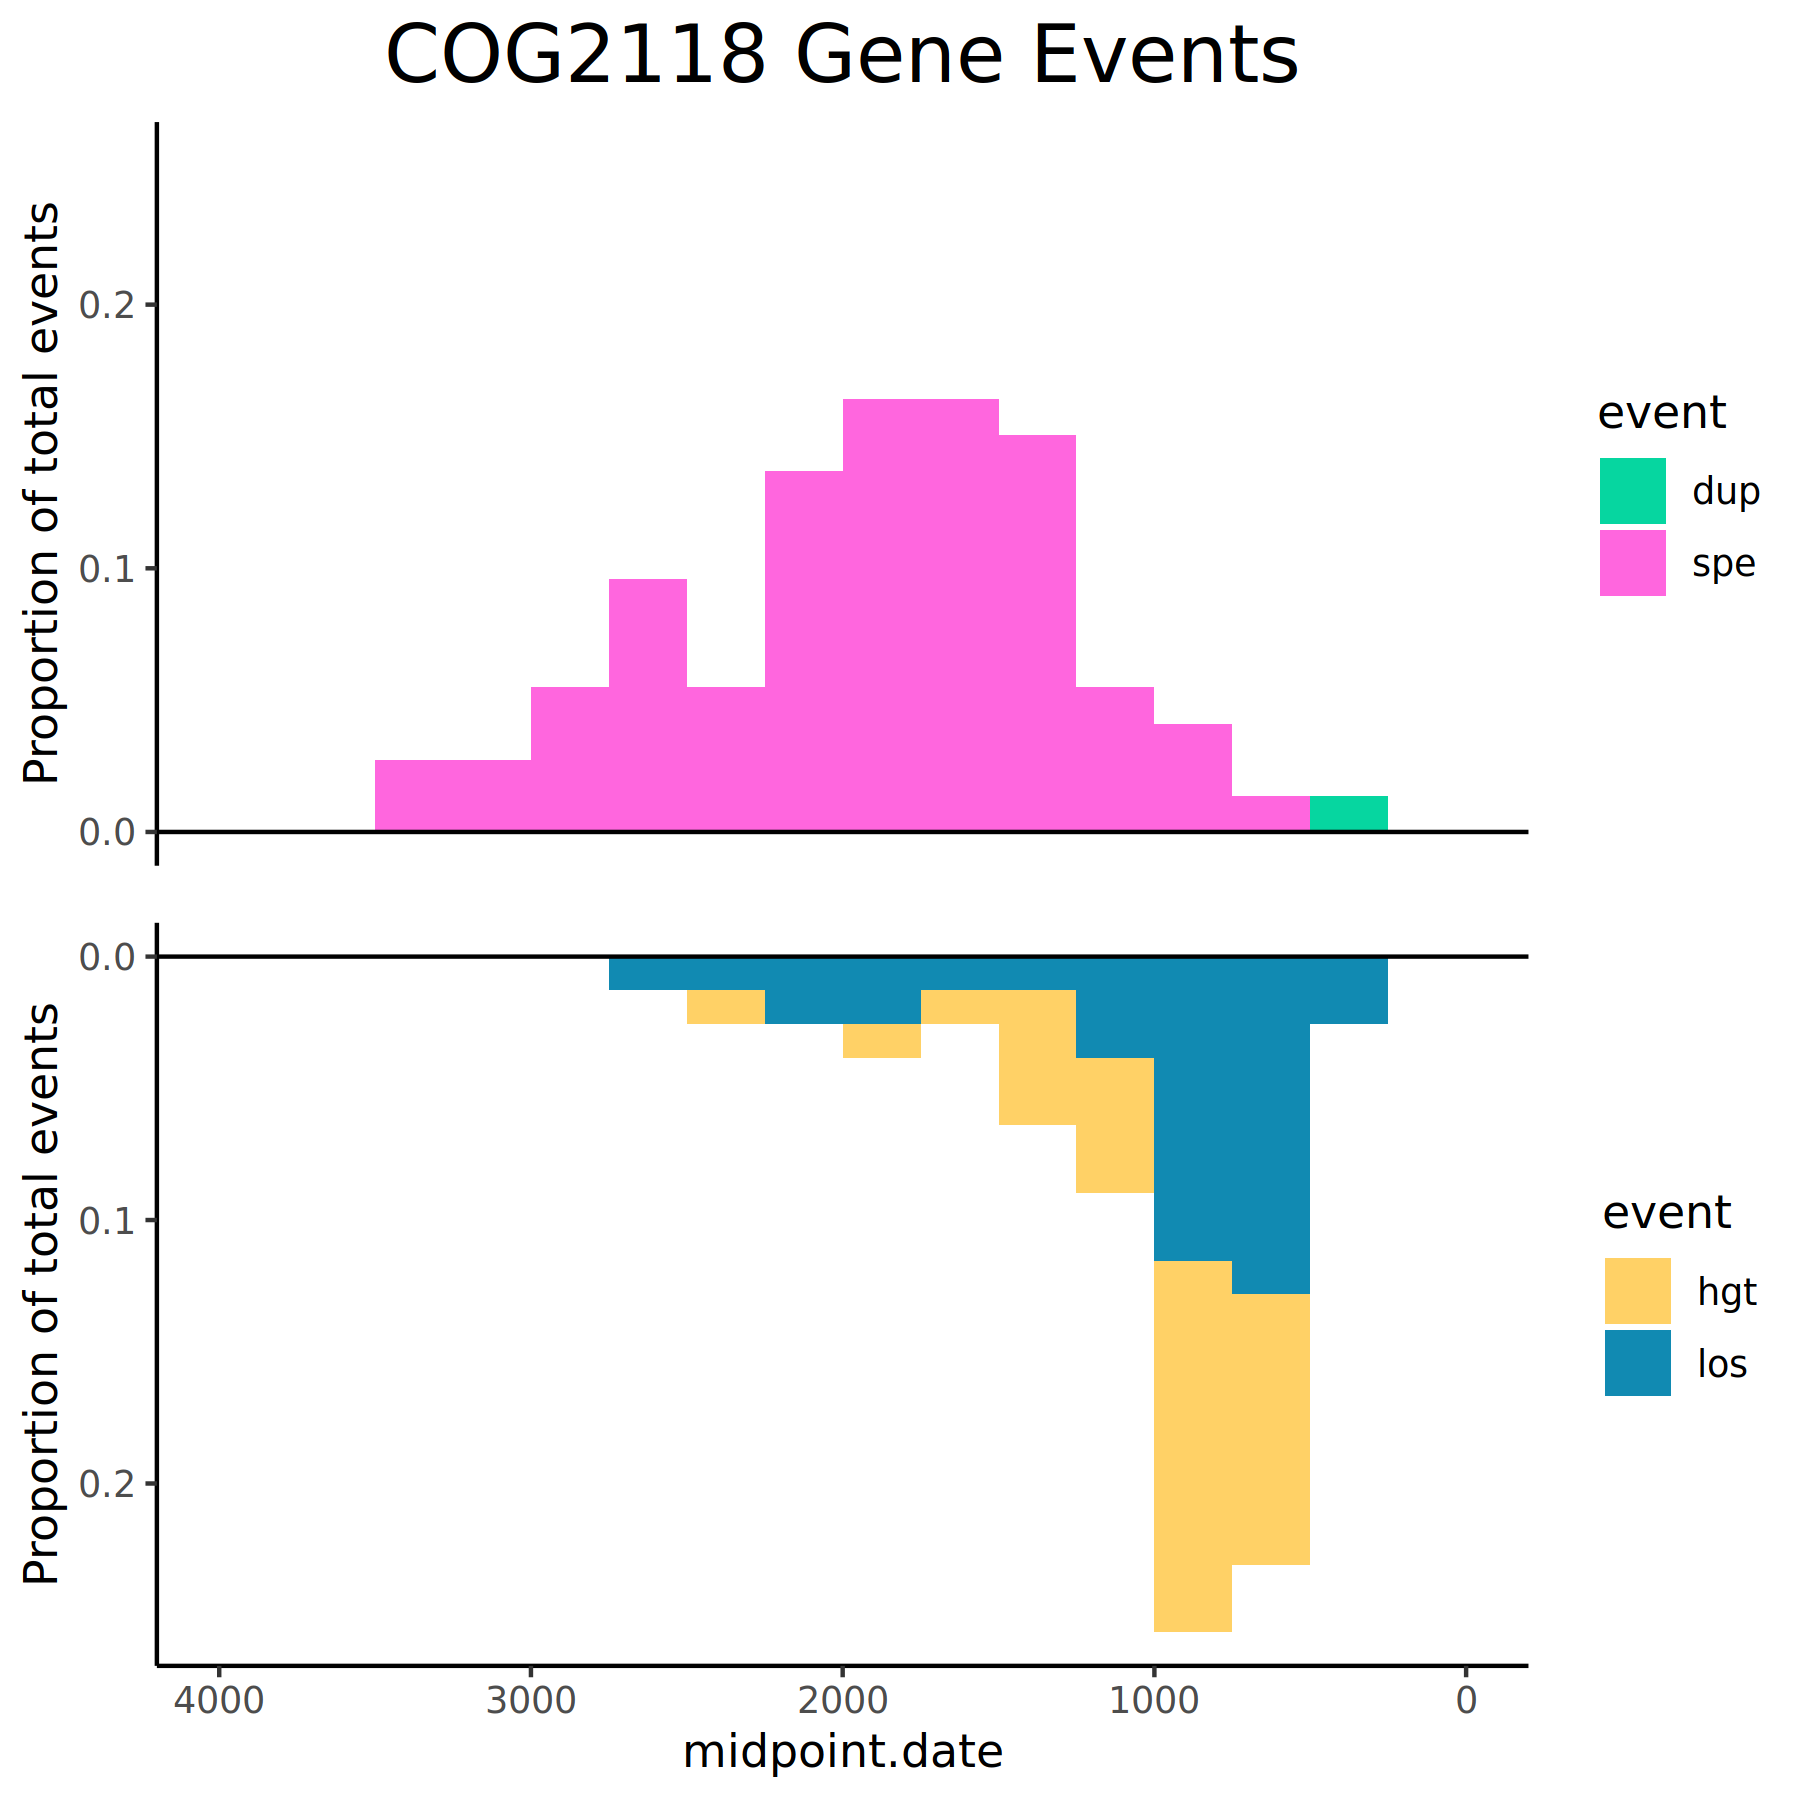 COG2118 Gene Events
Proportion of total events
0.2
0.1
0.0
event
dup
spe
Proportion of total events
0.0
0.1
0.2
event
hgt
los
4000 3000 2000 1000 0
midpoint.date